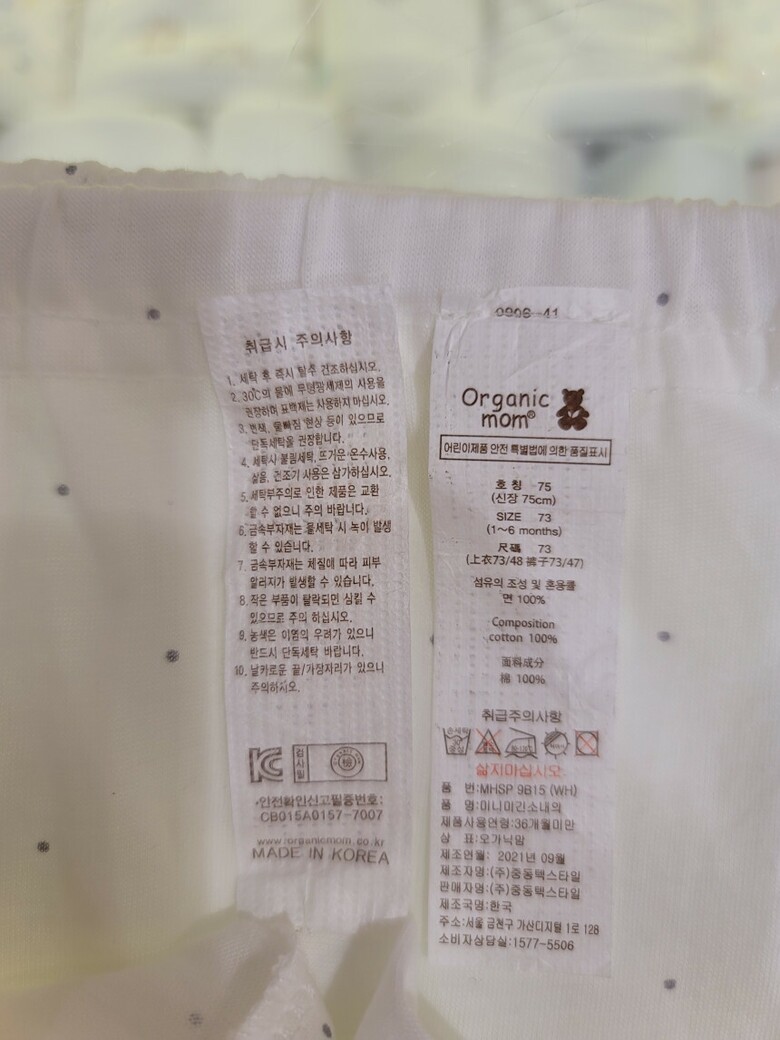 취급시 주의사항
1. 세탁 후 즉시 탈수 건조하십시오.
2. 30℃의 물에 투명망세제의 사용을
권장하며 표백제는 사용하지 마십시오.
3. 변색, 물빠짐 현상 등이 있으므로
단독세탁을 권장합니다.
4. 세탁시 불림세탁, 뜨거운 온수사용,
삶음, 건조기 사용은 삼가하십시오.
5. 세탁부주의로 인한 제품은 교환
할 수 없으니 주의 바랍니다.
6. 금속부자재는 물세탁 시 녹이 발생
할 수 있습니다.
7. 금속부자재는 체질에 따라 피부
알러지가 발생할 수 있습니다.
8. 작은 부품이 탈락되면 삼킬 수
있으므로 주의 하십시오.
9. 농색은 이염의 우려가 있으니
반드시 단독세탁 바랍니다.
10. 날카로운 끝/가장자리가 있으니
주의하시오.
검사필
檢
•안전확인신고필증번호:
CB015A0157-7007
www.organicmom.co.kr
MADE IN KOREA
0906-41
Organic
mom®
어린이제품 안전 특별법에 의한 품질표시
호 칭 75
(신장 75cm)
SIZE 73
(1~6 months)
尺碼 73
(上衣73/48 褲子73/47)
섬유의 조성 및 혼용률
면 100%
Composition
cotton 100%
面料成分
棉 100%
취급주의사항
손세탁
중성
삶지마십시오
품 번:MHSP 9B15 (WH)
품 명:미니미긴소내의
제품사용연령:36개월미만
상 표:오가닉맘
제조연월: 2021년 09월
제조자명:(주)중동텍스타일
판매자명:(주)중동텍스타일
제조국명:한국
주소:서울 금천구 가산디지털 1로 128
소비자상담실:1577-5506